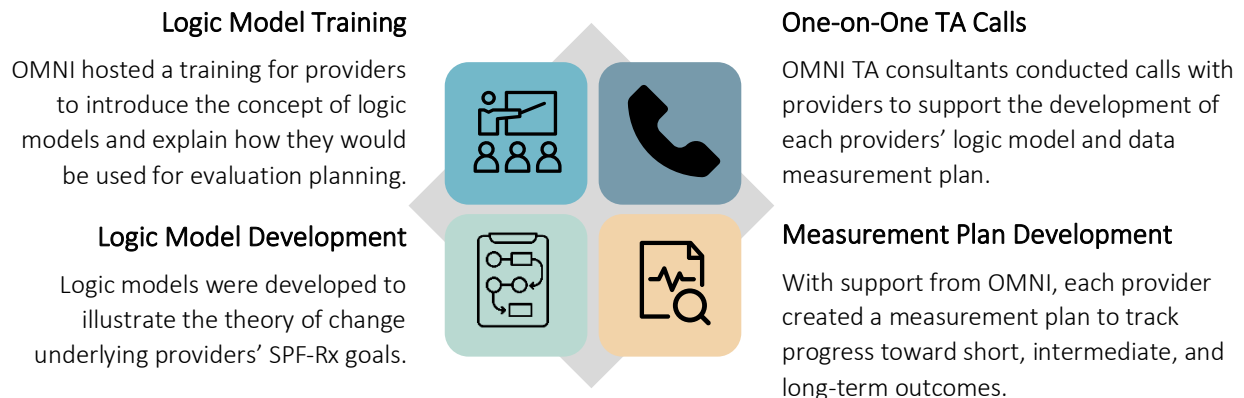 Logic Model Training
OMNI hosted a training for providers
to introduce the concept of logic
models and explain how they would
be used for evaluation planning.
One-on-One TA Calls
OMNI TA consultants conducted calls with
providers to support the development of
each providers’ logic model and data
measurement plan.
Logic Model Development
Logic models were developed to
illustrate the theory of change
underlying providers’ SPF-Rx goals.
Measurement Plan Development
With support from OMNI, each provider
created a measurement plan to track
progress toward short, intermediate, and
long-term outcomes.